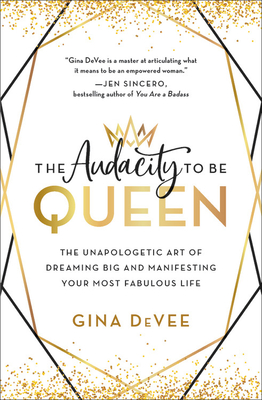 "Gina DeVee is a master at articulating what
it means to be an empowered woman."
—JEN SINCERO,
bestselling author of You Are a Badass
THE Audacity TO BE
QUEEN
THE UNAPOLOGETIC ART OF
DREAMING BIG AND MANIFESTING
YOUR MOST FABULOUS LIFE
GINA DeVEE